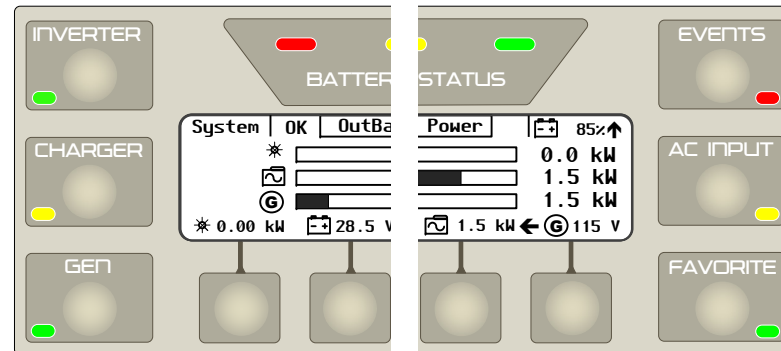 INVERTER
EVENTS
BATTER STATUS
CHARGER
AC INPUT
System OK OutBa Power 85%
0.0 kW
1.5 kW
G 1.5 kW
0.00 kW 28.5 V 1.5 kW G 115 V
GEN
FAVORITE